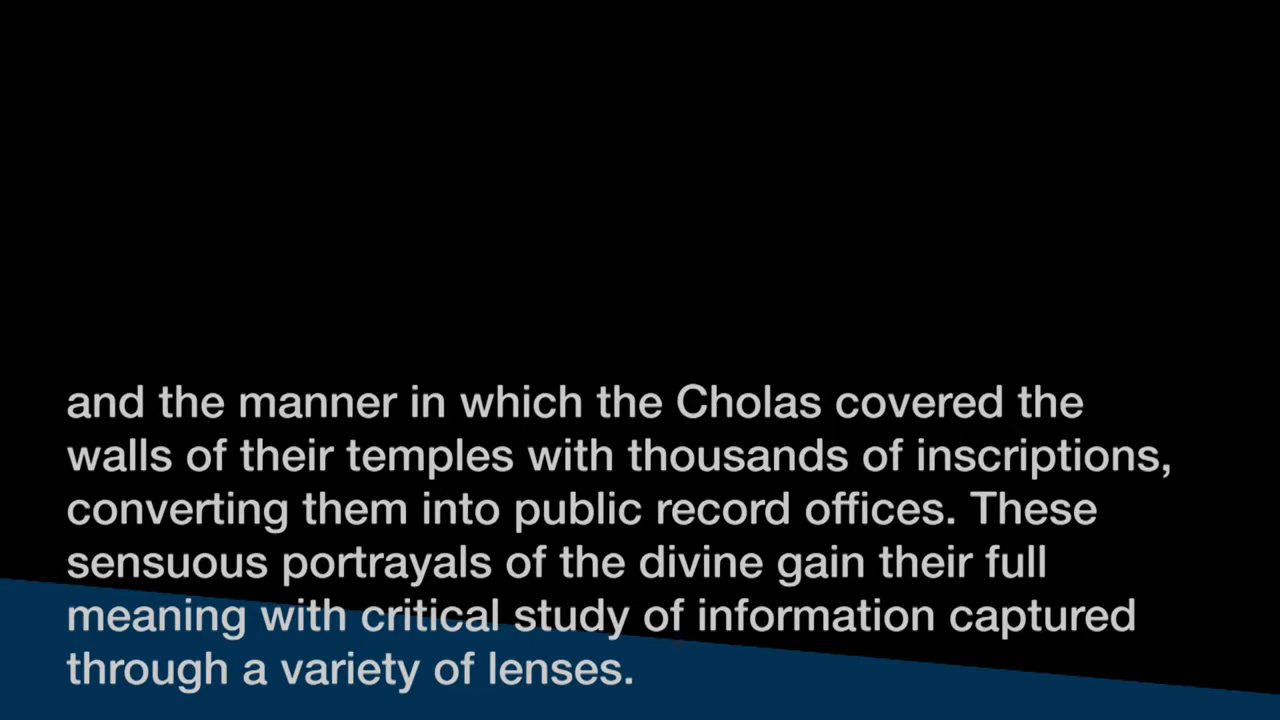 and the manner in which the Cholas covered the
walls of their temples with thousands of inscriptions,
converting them into public record offices. These
sensuous portrayals of the divine gain their full
meaning with critical study of information captured
through a variety of lenses.